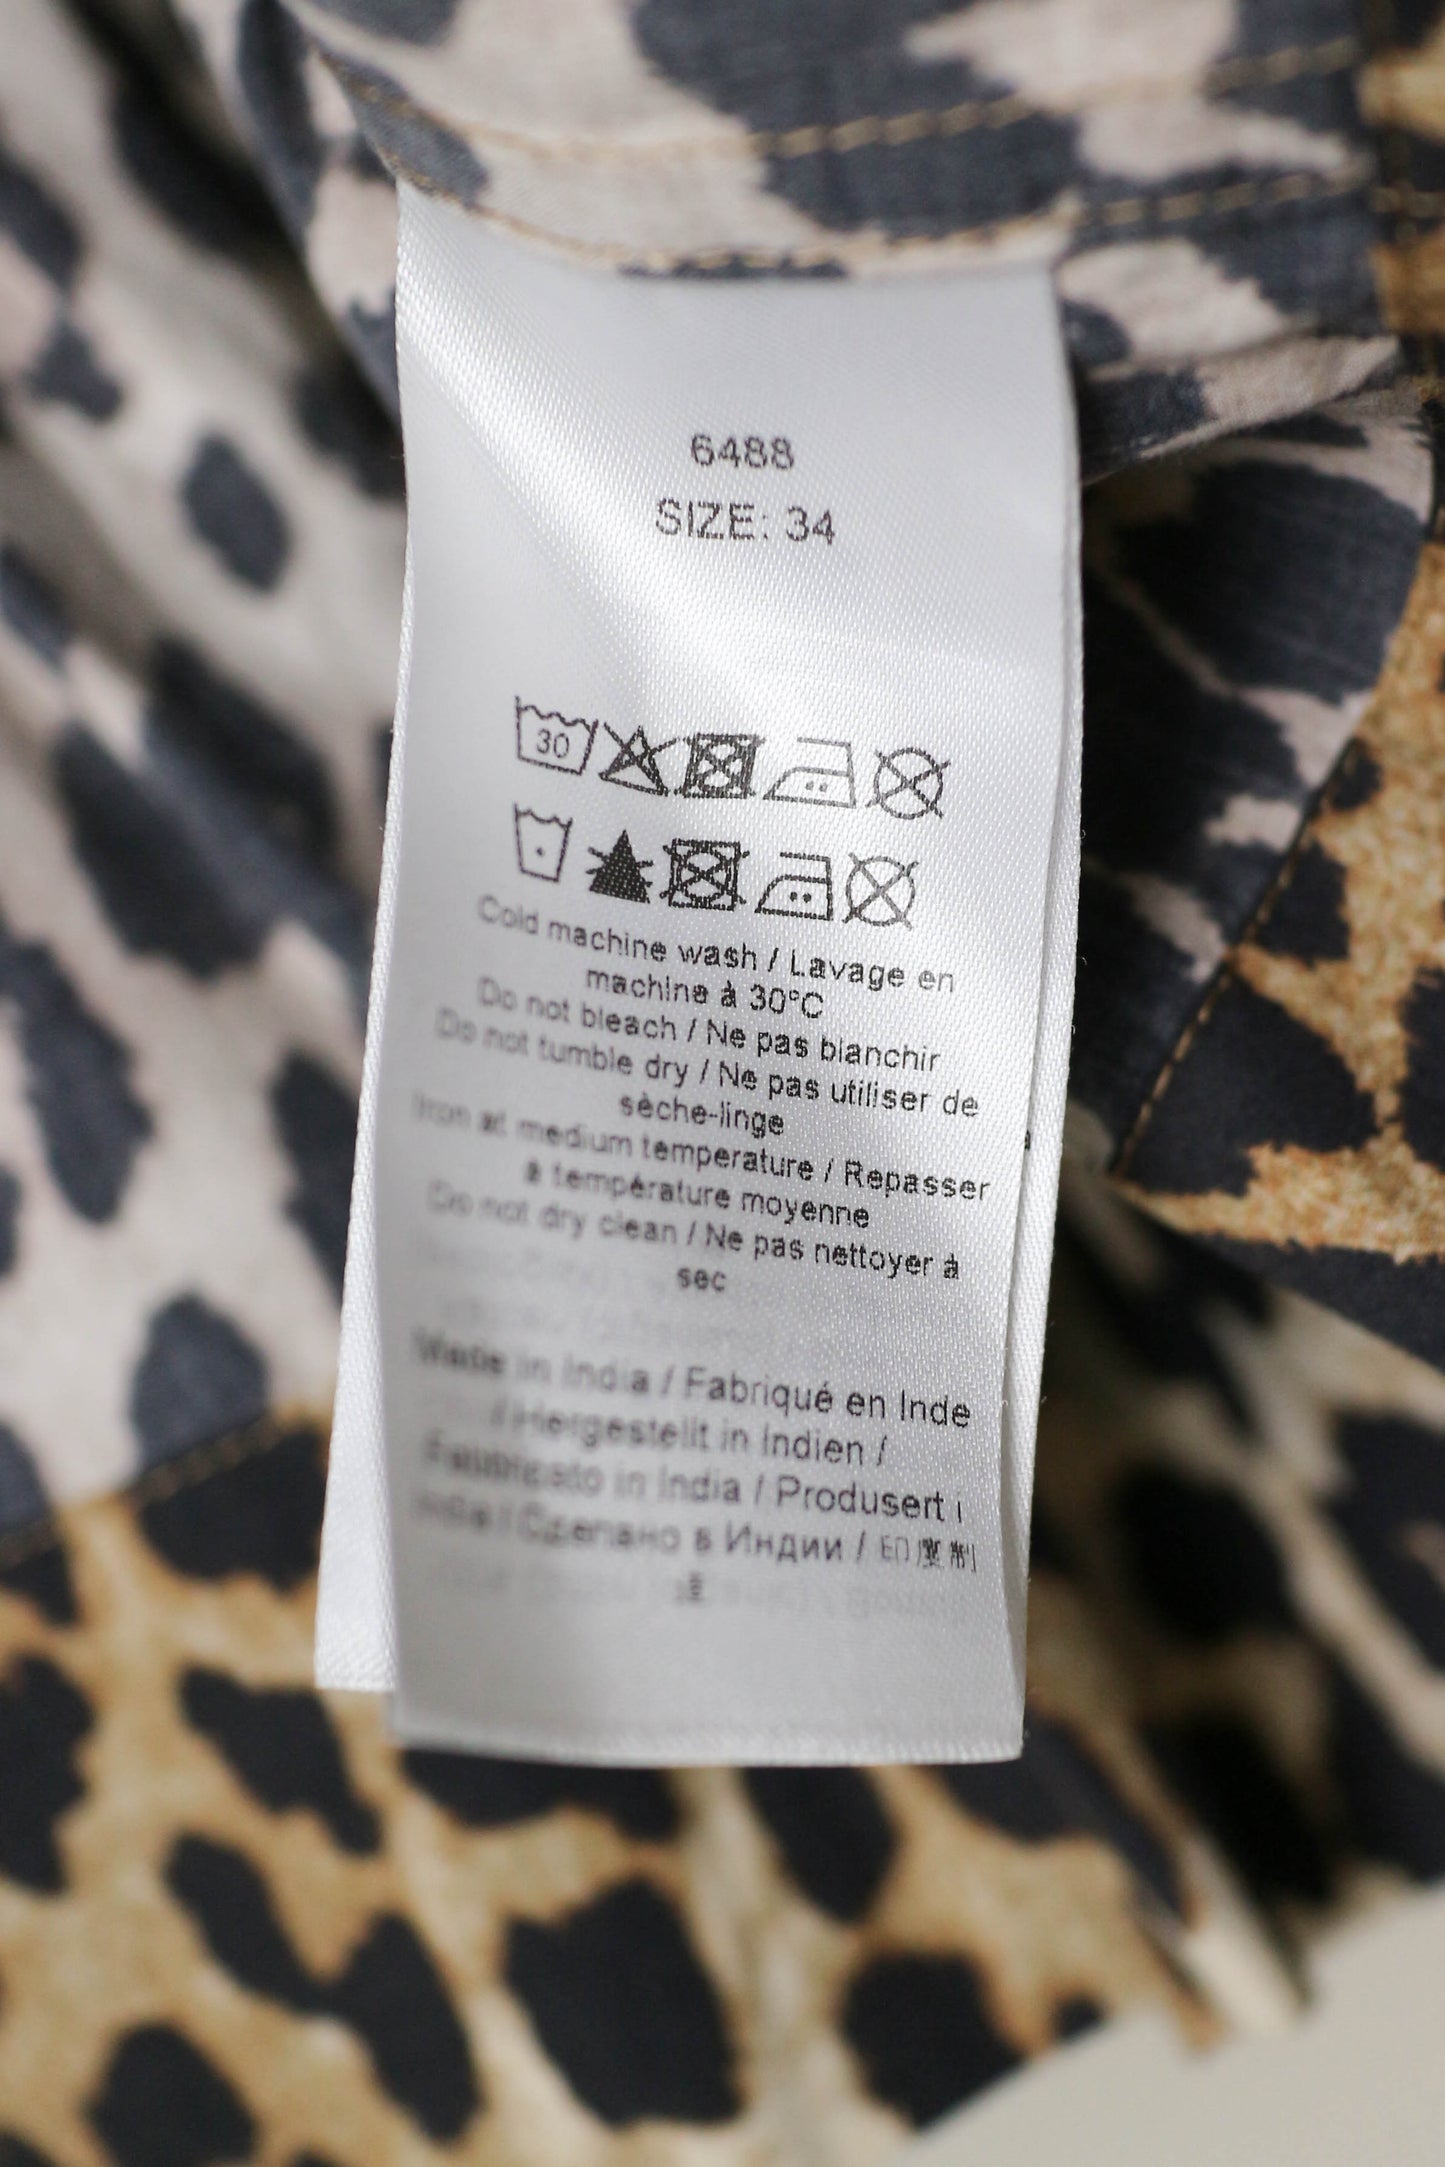 6488
SIZE: 34
30
Cold machine wash / Lavage en
machine à 30°C
Do not bleach / Ne pas blanchir
Do not tumble dry / Ne pas utiliser de
sèche-linge
Iron at medium temperature / Repasser
à température moyenne
Do not dry clean / Ne pas nettoyer à
sec
Made in India / Fabriqué en Inde
/ Hergestellt in Indien /
Fabbricato in India / Produsert i
India / Сделано в Индии / 印度制
造